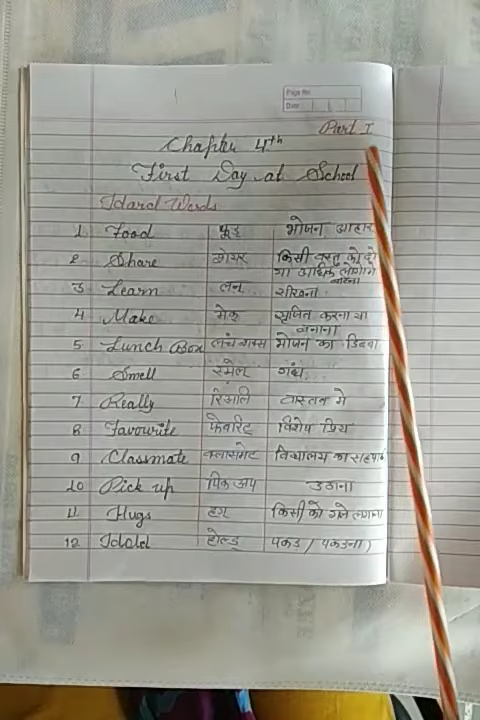 Page No.
Date
Part I
Chapter 4th
First Day at School
Hard Words
1 Food फूड भोजन आहार
2 Share शेयर किसी वस्तु को दो
या अधिक लोगों में
बाँटना
3 Learn लर्न सीखना
4 Make मेक सृजित करना या
बनाना
5 Lunch Box लंच बाक्स भोजन का डिब्बा
6 Smell स्मेल गंध
7 Really रिअलि वास्तव मे
8 Favourite फेवरिट विशेष प्रिय
9 Classmate क्लासमेट विद्यालय का सहपाठी
10 Pick up पिक अप उठाना
11 Hugs हग किसी को गले लगाना
12 Hold होल्ड् पकड़ / पकड़ना)